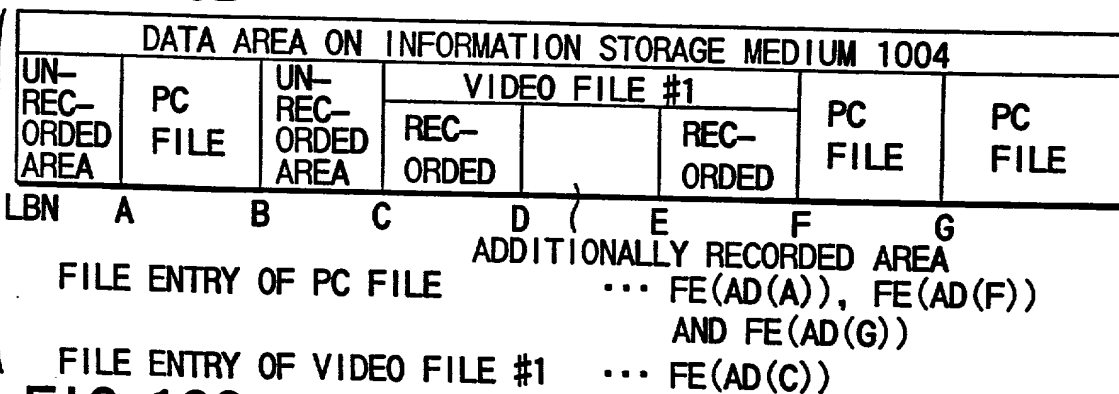 DATA AREA ON INFORMATION STORAGE MEDIUM 1004
UN-
REC-
ORDED
AREA
PC
FILE
UN-
REC-
ORDED
AREA
VIDEO FILE #1
REC-
ORDED
REC-
ORDED
PC
FILE
PC
FILE
LBN A B C D E F G
ADDITIONALLY RECORDED AREA
FILE ENTRY OF PC FILE ··· FE(AD(A)), FE(AD(F))
AND FE(AD(G))
FILE ENTRY OF VIDEO FILE #1 ··· FE(AD(C))